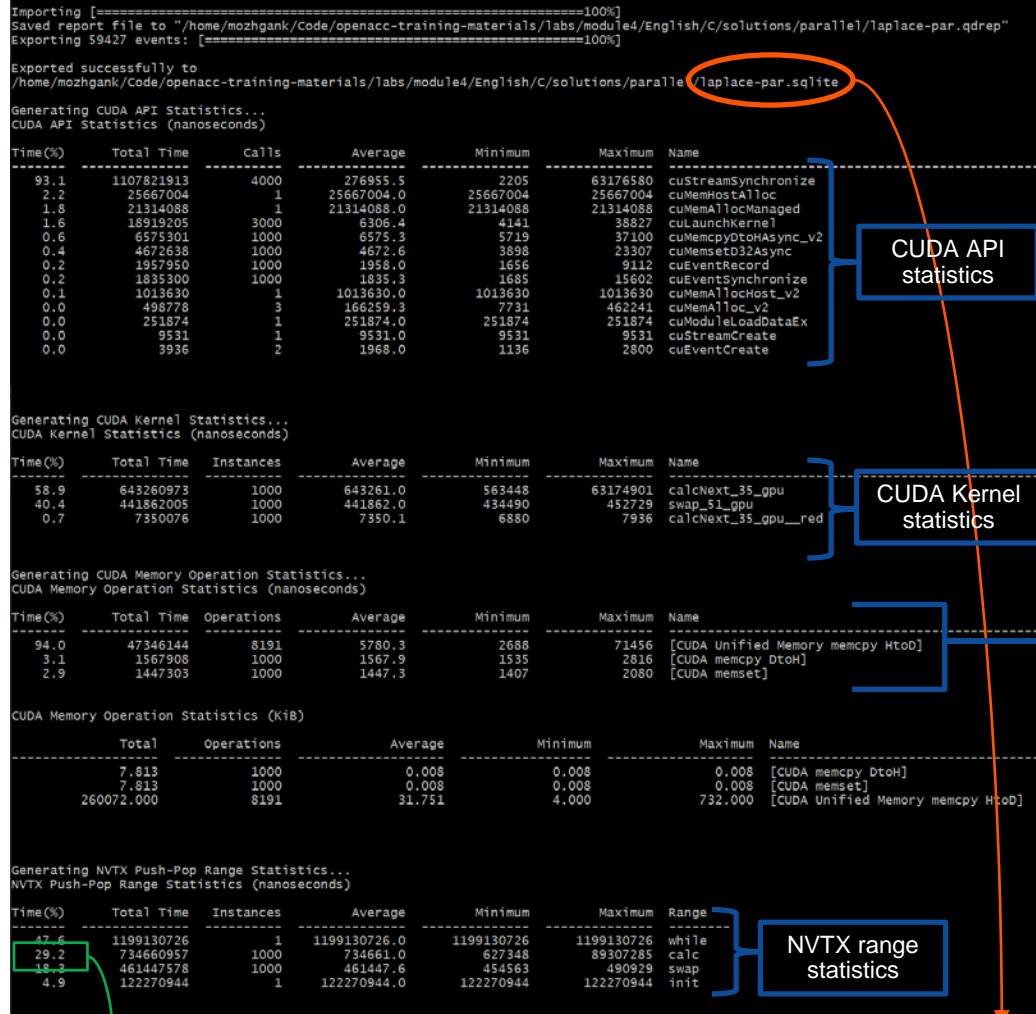 Importing [==================================================100%]
Saved report file to "/home/mozhgank/Code/openacc-training-materials/labs/module4/English/C/solutions/parallel/laplace-par.qdrep"
Exporting 59427 events: [==================================================100%]
Exported successfully to
/home/mozhgank/Code/openacc-training-materials/labs/module4/English/C/solutions/parallel/laplace-par.sqlite
Generating CUDA API Statistics...
CUDA API Statistics (nanoseconds)
Time(%) Total Time Calls Average Minimum Maximum Name
93.1 1107821913 4000 276955.5 2205 63176580 cuStreamSynchronize
2.2 25667004 1 25667004.0 25667004 25667004 cuMemHostAlloc
1.8 21314088 1 21314088.0 21314088 21314088 cuMemAllocManaged
1.6 18919205 3000 6306.4 4141 38827 cuLaunchKernel
0.6 6575301 1000 6575.3 5719 37100 cuMemcpyDtoHAsync_v2
0.4 4672638 1000 4672.6 3898 23307 cuMemsetD32Async
0.2 1957950 1000 1958.0 1656 9112 cuEventRecord
0.2 1835300 1000 1835.3 1685 15602 cuEventSynchronize
0.1 1013630 1 1013630.0 1013630 1013630 cuMemAllocHost_v2
0.0 498778 3 166259.3 7731 462241 cuMemAlloc_v2
0.0 251874 1 251874.0 251874 251874 cuModuleLoadDataEx
0.0 9531 1 9531.0 9531 9531 cuStreamCreate
0.0 3936 2 1968.0 1136 2800 cuEventCreate
CUDA API
statistics
Generating CUDA Kernel Statistics...
CUDA Kernel Statistics (nanoseconds)
Time(%) Total Time Instances Average Minimum Maximum Name
58.9 643260973 1000 643261.0 563448 63174901 calcNext_35_gpu
40.4 441862005 1000 441862.0 434490 452729 swap_51_gpu
0.7 7350076 1000 7350.1 6880 7936 calcNext_35_gpu__red
CUDA Kernel
statistics
Generating CUDA Memory Operation Statistics...
CUDA Memory Operation Statistics (nanoseconds)
Time(%) Total Time Operations Average Minimum Maximum Name
94.0 47346144 8191 5780.3 2688 71456 [CUDA Unified Memory memcpy HtoD]
3.1 1567908 1000 1567.9 1535 2816 [CUDA memcpy DtoH]
2.9 1447303 1000 1447.3 1407 2080 [CUDA memset]
CUDA Memory Operation Statistics (KiB)
Total Operations Average Minimum Maximum Name
7.813 1000 0.008 0.008 0.008 [CUDA memcpy DtoH]
7.813 1000 0.008 0.008 0.008 [CUDA memset]
260072.000 8191 31.751 4.000 732.000 [CUDA Unified Memory memcpy HtoD]
Generating NVTX Push-Pop Range Statistics...
NVTX Push-Pop Range Statistics (nanoseconds)
Time(%) Total Time Instances Average Minimum Maximum Range
47.6 1199130726 1 1199130726.0 1199130726 1199130726 while
29.2 734660957 1000 734661.0 627348 89307285 calc
18.3 461447578 1000 461447.6 454563 490929 swap
4.9 122270944 1 122270944.0 122270944 122270944 init
NVTX range
statistics